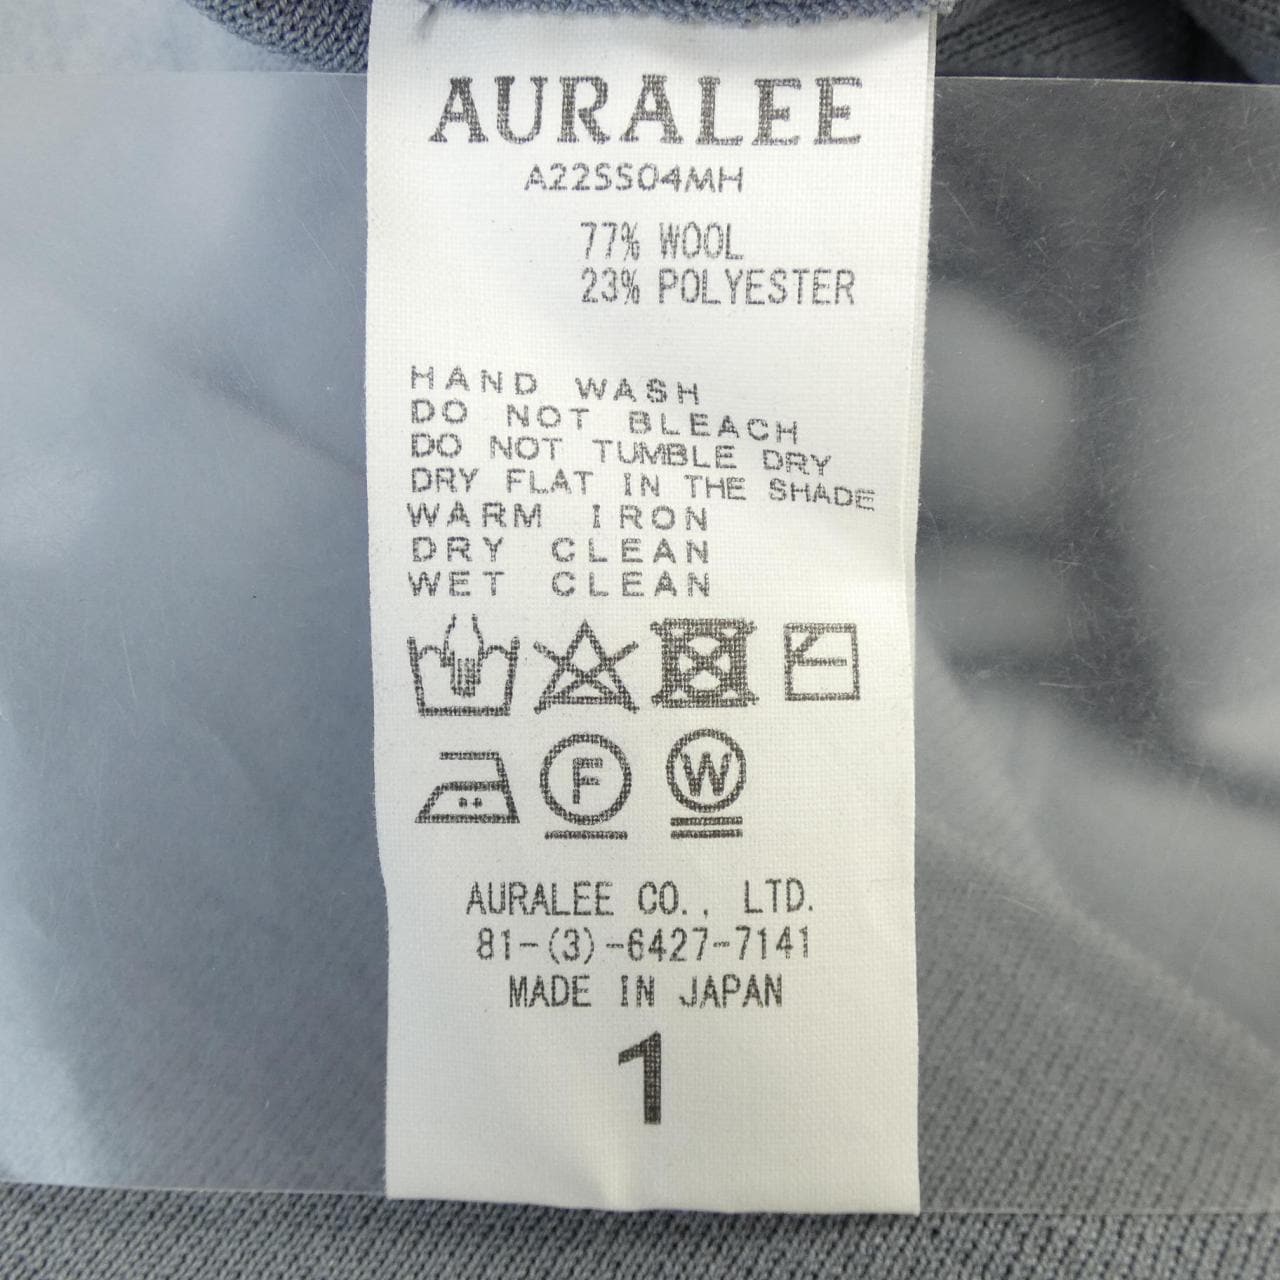 AURALEE
A22SS04MH
77% WOOL
23% POLYESTER
HAND WASH
DO NOT BLEACH
DO NOT TUMBLE DRY
DRY FLAT IN THE SHADE
WARM IRON
DRY CLEAN
WET CLEAN
F W
AURALEE CO., LTD.
81-(3)-6427-7141
MADE IN JAPAN
1